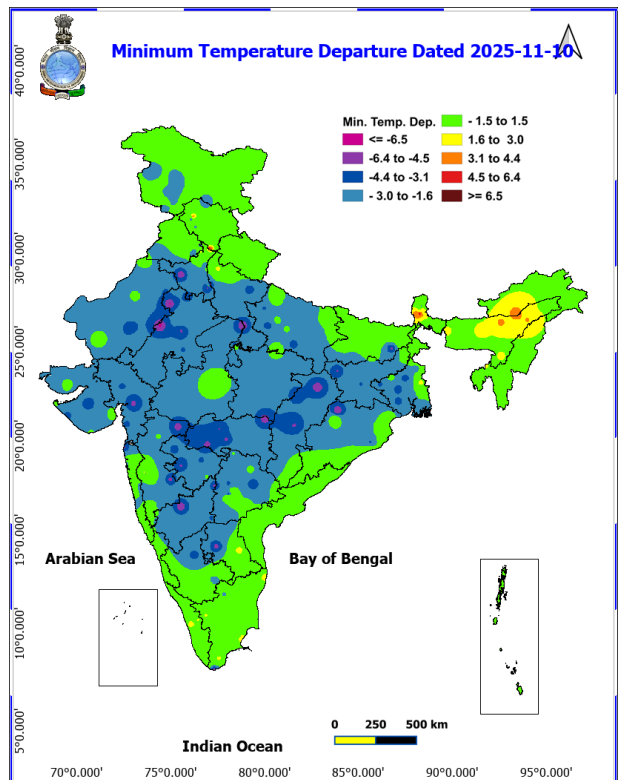 Minimum Temperature Departure Dated 2025-11-10
Min. Temp. Dep.
<= -6.5
-6.4 to -4.5
-4.4 to -3.1
- 3.0 to -1.6
- 1.5 to 1.5
1.6 to 3.0
3.1 to 4.4
4.5 to 6.4
>= 6.5
40°0.000'
35°0.000'
30°0.000'
25°0.000'
20°0.000'
15°0.000'
10°0.000'
5°0.000'
Arabian Sea
Bay of Bengal
0 250 500 km
Indian Ocean
70°0.000' 75°0.000' 80°0.000' 85°0.000' 90°0.000' 95°0.000'